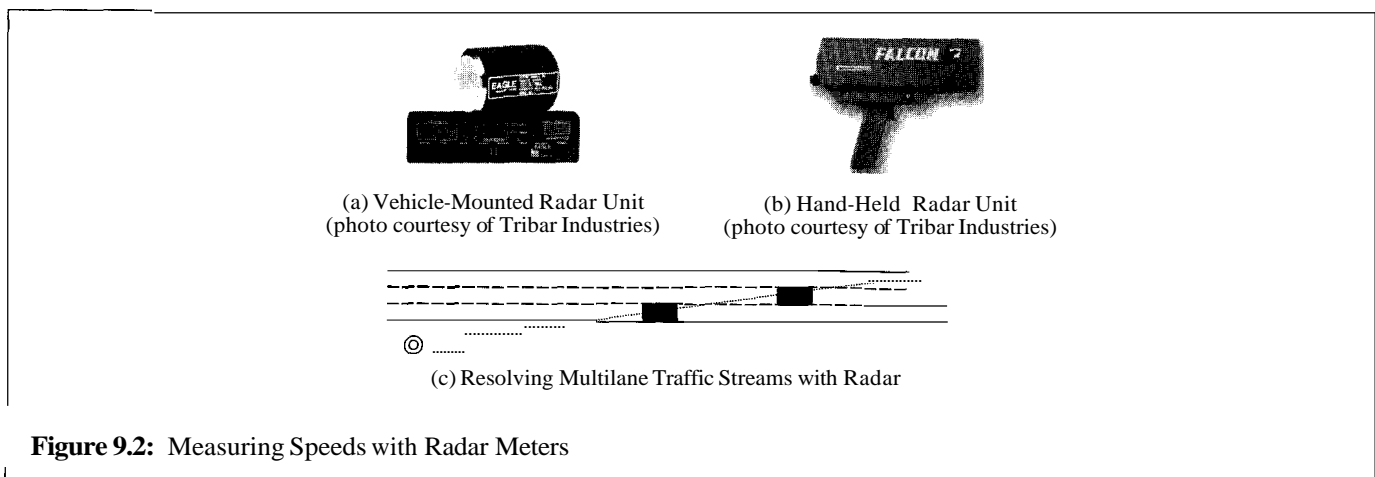 EAGLE
FALCON
(a) Vehicle-Mounted Radar Unit
(photo courtesy of Tribar Industries)
(b) Hand-Held Radar Unit
(photo courtesy of Tribar Industries)
(c) Resolving Multilane Traffic Streams with Radar
Figure 9.2: Measuring Speeds with Radar Meters